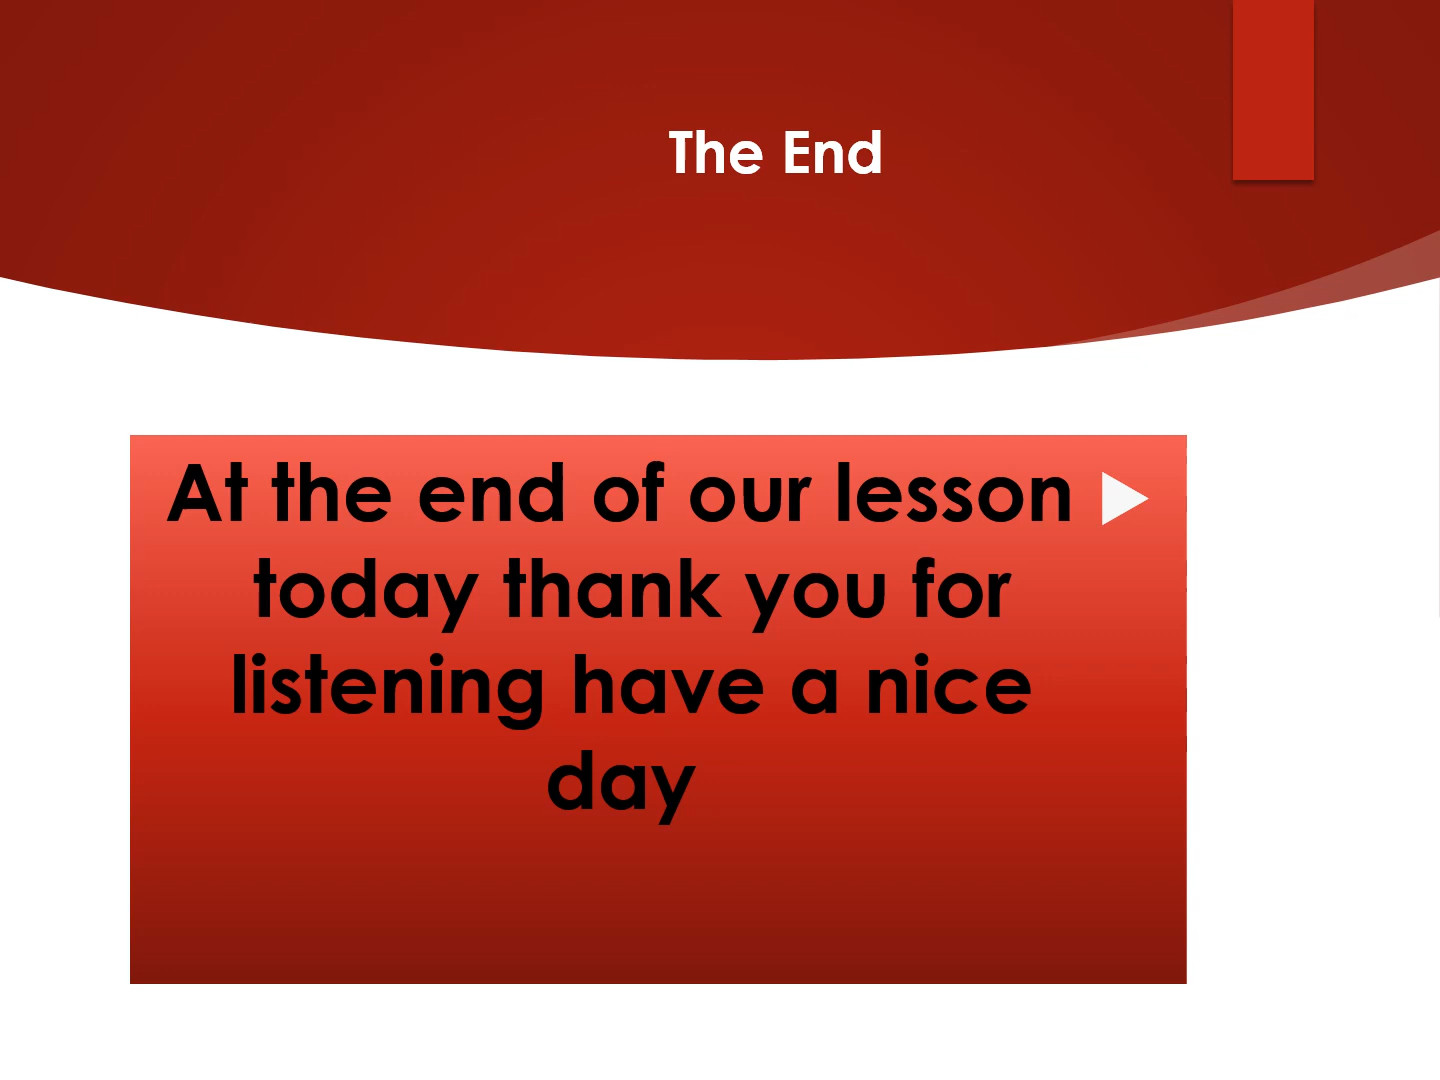 The End
At the end of our lesson
today thank you for
listening have a nice
day